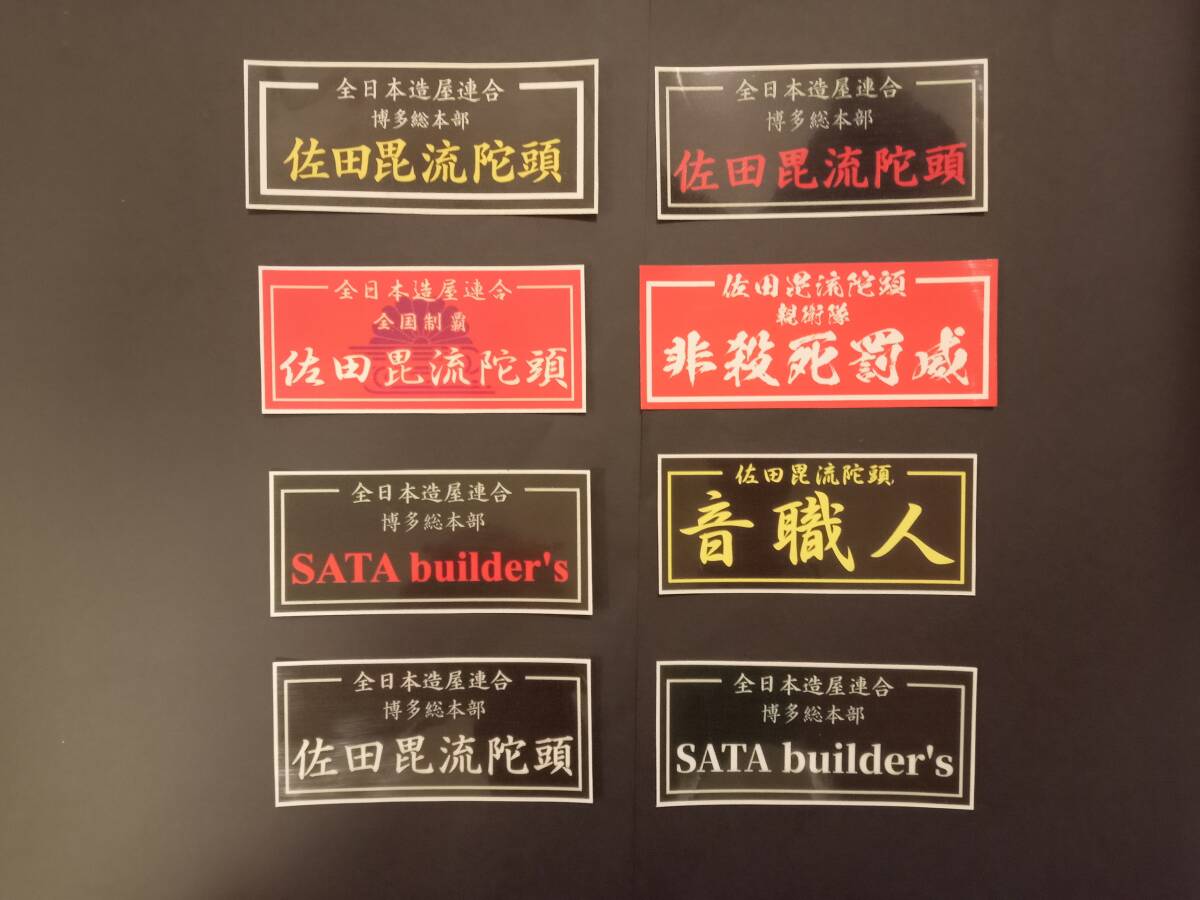 全日本造屋連合
博多総本部
佐田毘流陀頭
全日本造屋連合
博多総本部
佐田毘流陀頭
全日本造屋連合
全国制覇
佐田毘流陀頭
佐田毘流陀頭
親衛隊
非殺死罰威
全日本造屋連合
博多総本部
SATA builder's
佐田毘流陀頭
音職人
全日本造屋連合
博多総本部
佐田毘流陀頭
全日本造屋連合
博多総本部
SATA builder's